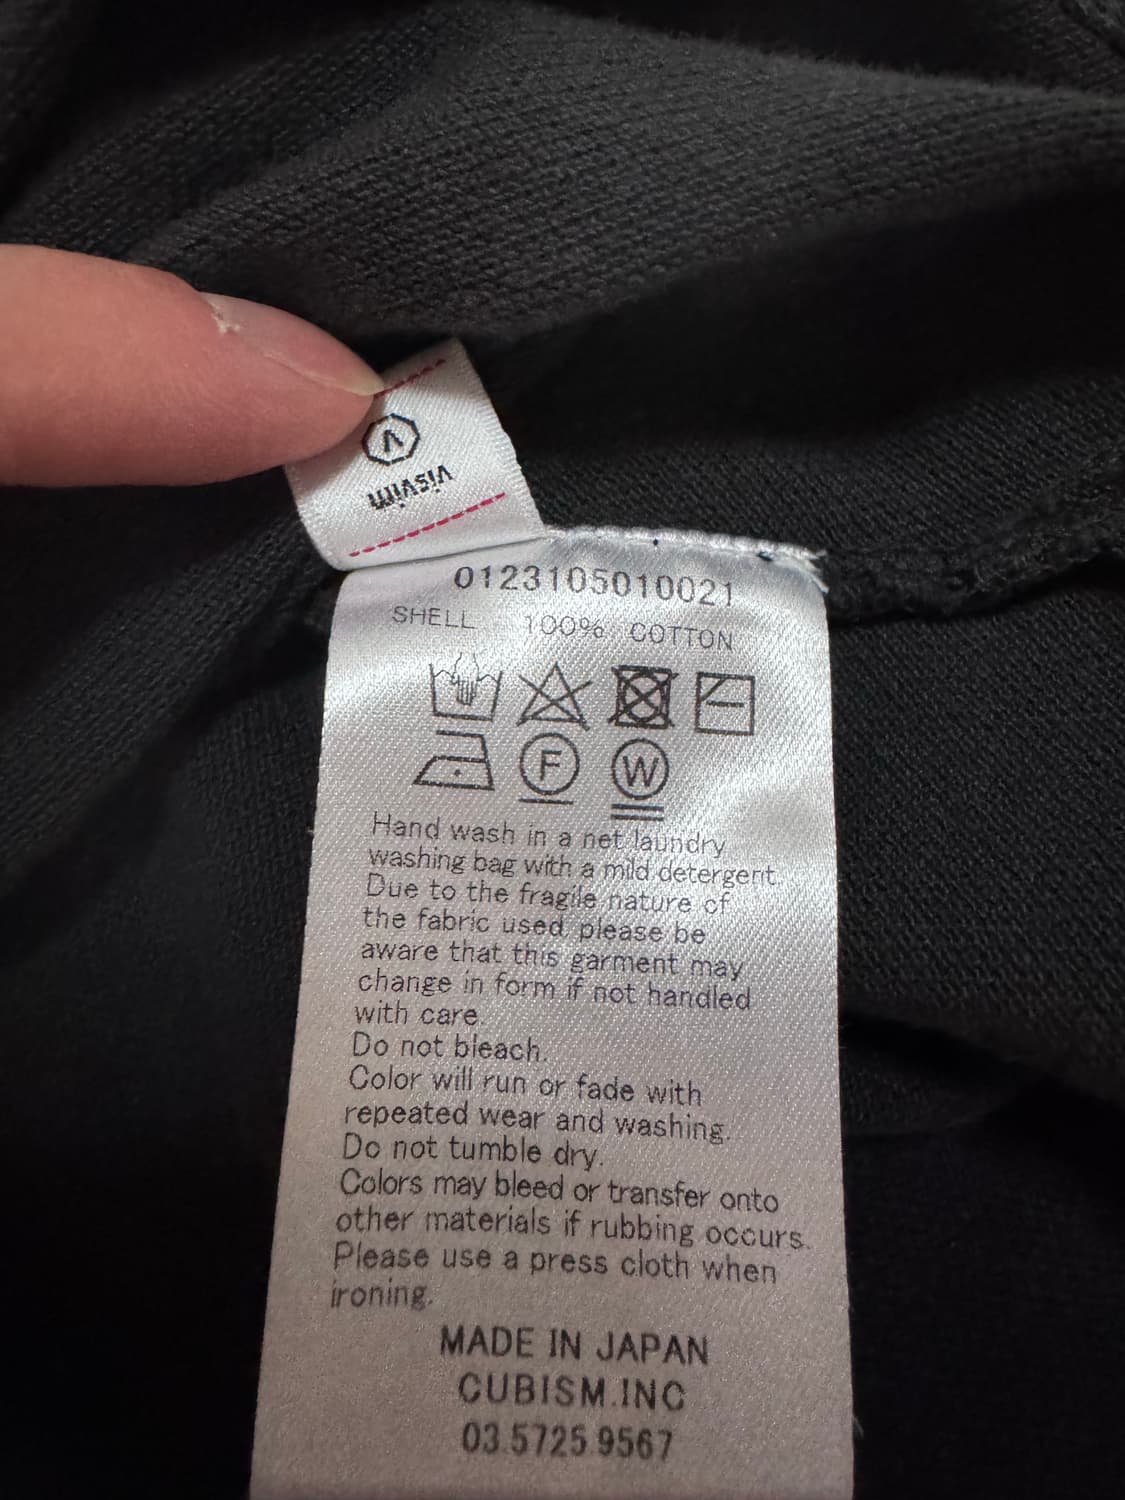 visvim
0123105010021
SHELL 100% COTTON
F W
Hand wash in a net laundry
washing bag with a mild detergent.
Due to the fragile nature of
the fabric used, please be
aware that this garment may
change in form if not handled
with care.
Do not bleach.
Color will run or fade with
repeated wear and washing.
Do not tumble dry.
Colors may bleed or transfer onto
other materials if rubbing occurs.
Please use a press cloth when
ironing.
MADE IN JAPAN
CUBISM.INC
03.5725.9567